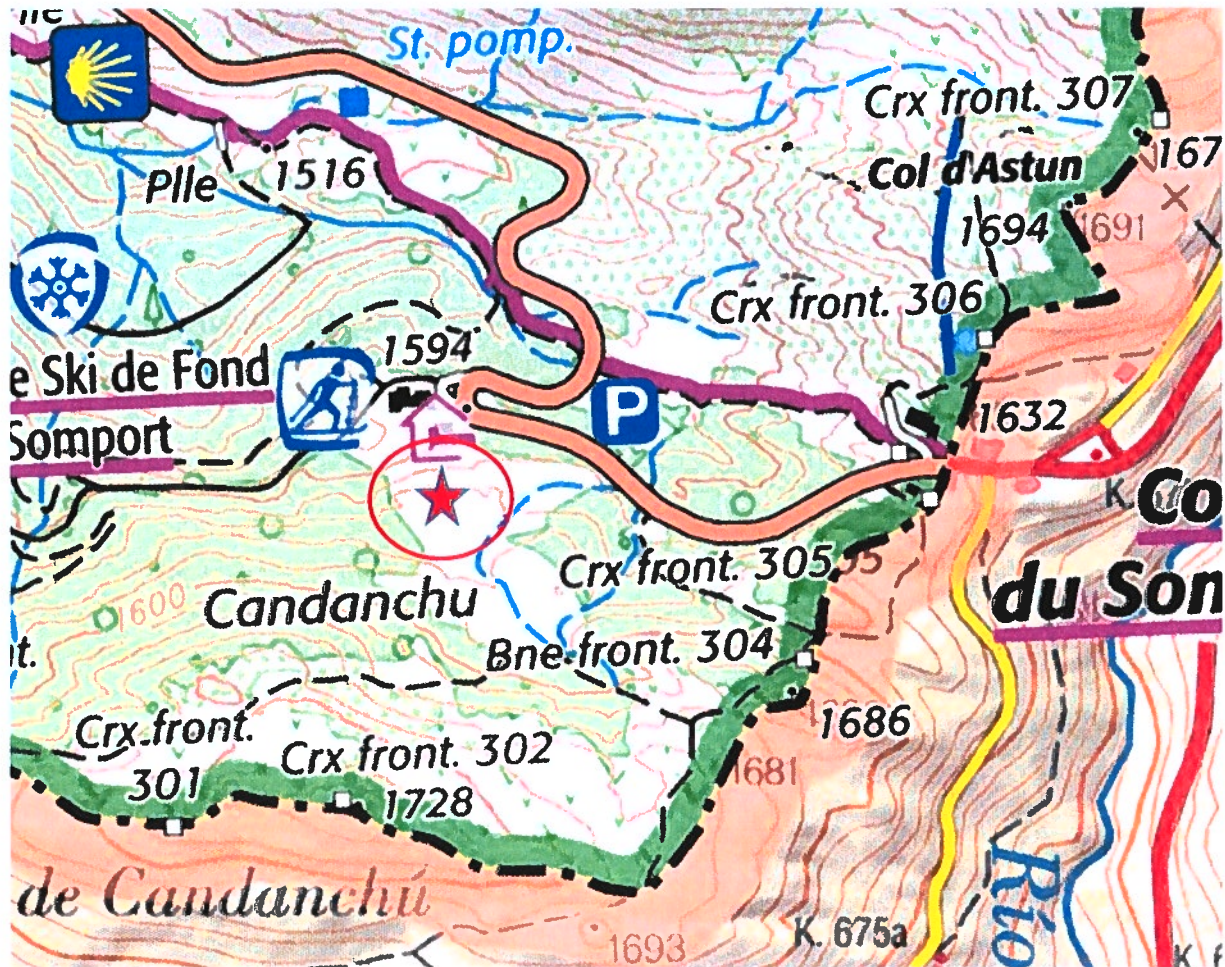 St. pomp.
Crx front. 307
Plle
1516
Col d'Astun
167
1694
1691
Crx front. 306
1594
e Ski de Fond
P
1632
Somport
K.
Co
Crx front. 305
du Son
1600
Candanchu
Bne front. 304
t.
1686
Crx front.
301
Crx front. 302
1728
1681
Río
de Candanchú
K. 675a
1693
K